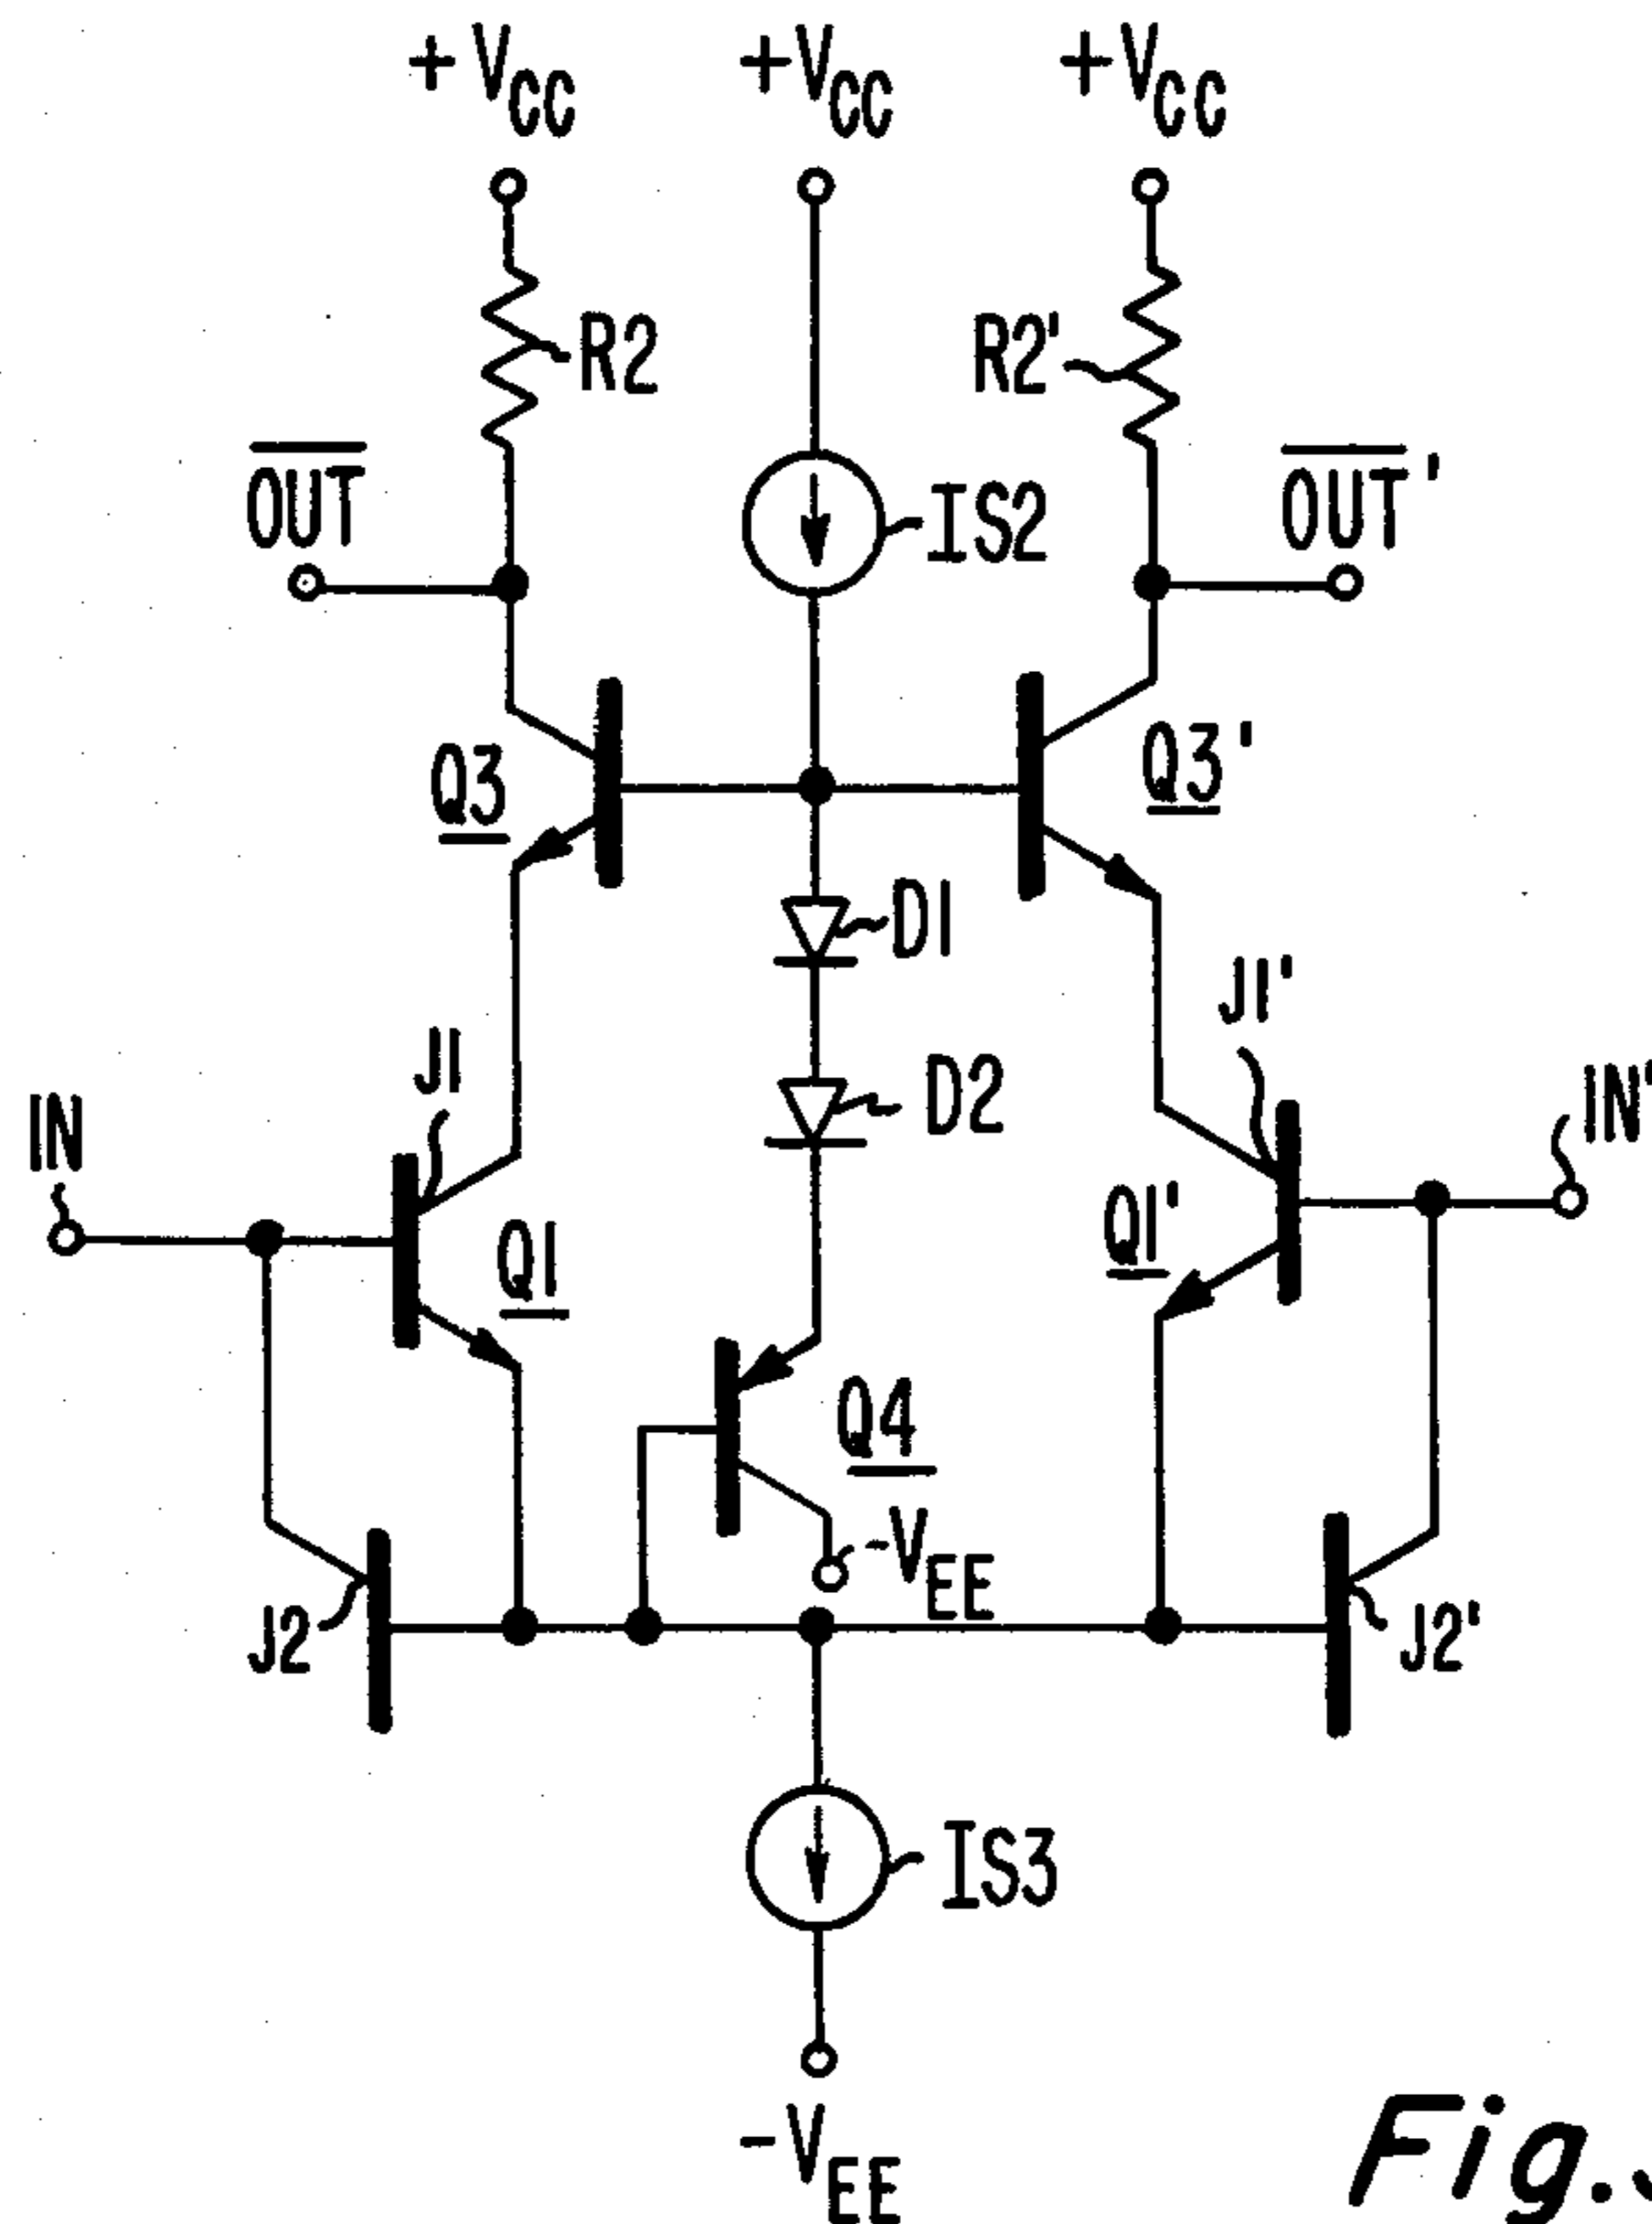 +VCC +VCC +VCC
R2 R2'
OUT IS2 OUT'
Q3 Q3'
D1
J1 J1'
IN D2 IN'
Q1 Q1'
Q4
-VEE
J2 J2'
IS3
-VEE
Fig.